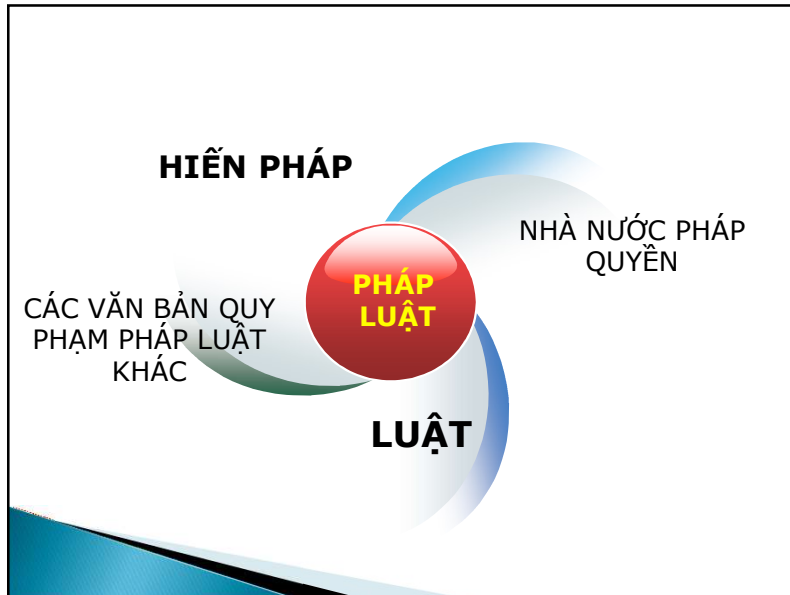 HIẾN PHÁP
NHÀ NƯỚC PHÁP
QUYỀN
PHÁP
LUẬT
CÁC VĂN BẢN QUY
PHẠM PHÁP LUẬT
KHÁC
LUẬT